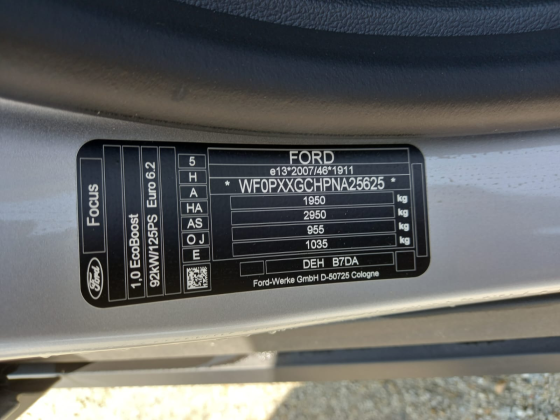 FORD
e13*2007/46*1911
* WF0PXXGCHPNA25625 *
1950 kg
2950 kg
955 kg
1035 kg
DEH B7DA
Ford-Werke GmbH D-50725 Cologne
5
H
A
HA
AS
O J
E
Focus
1.0 EcoBoost
92kW/125PS Euro 6.2
Ford